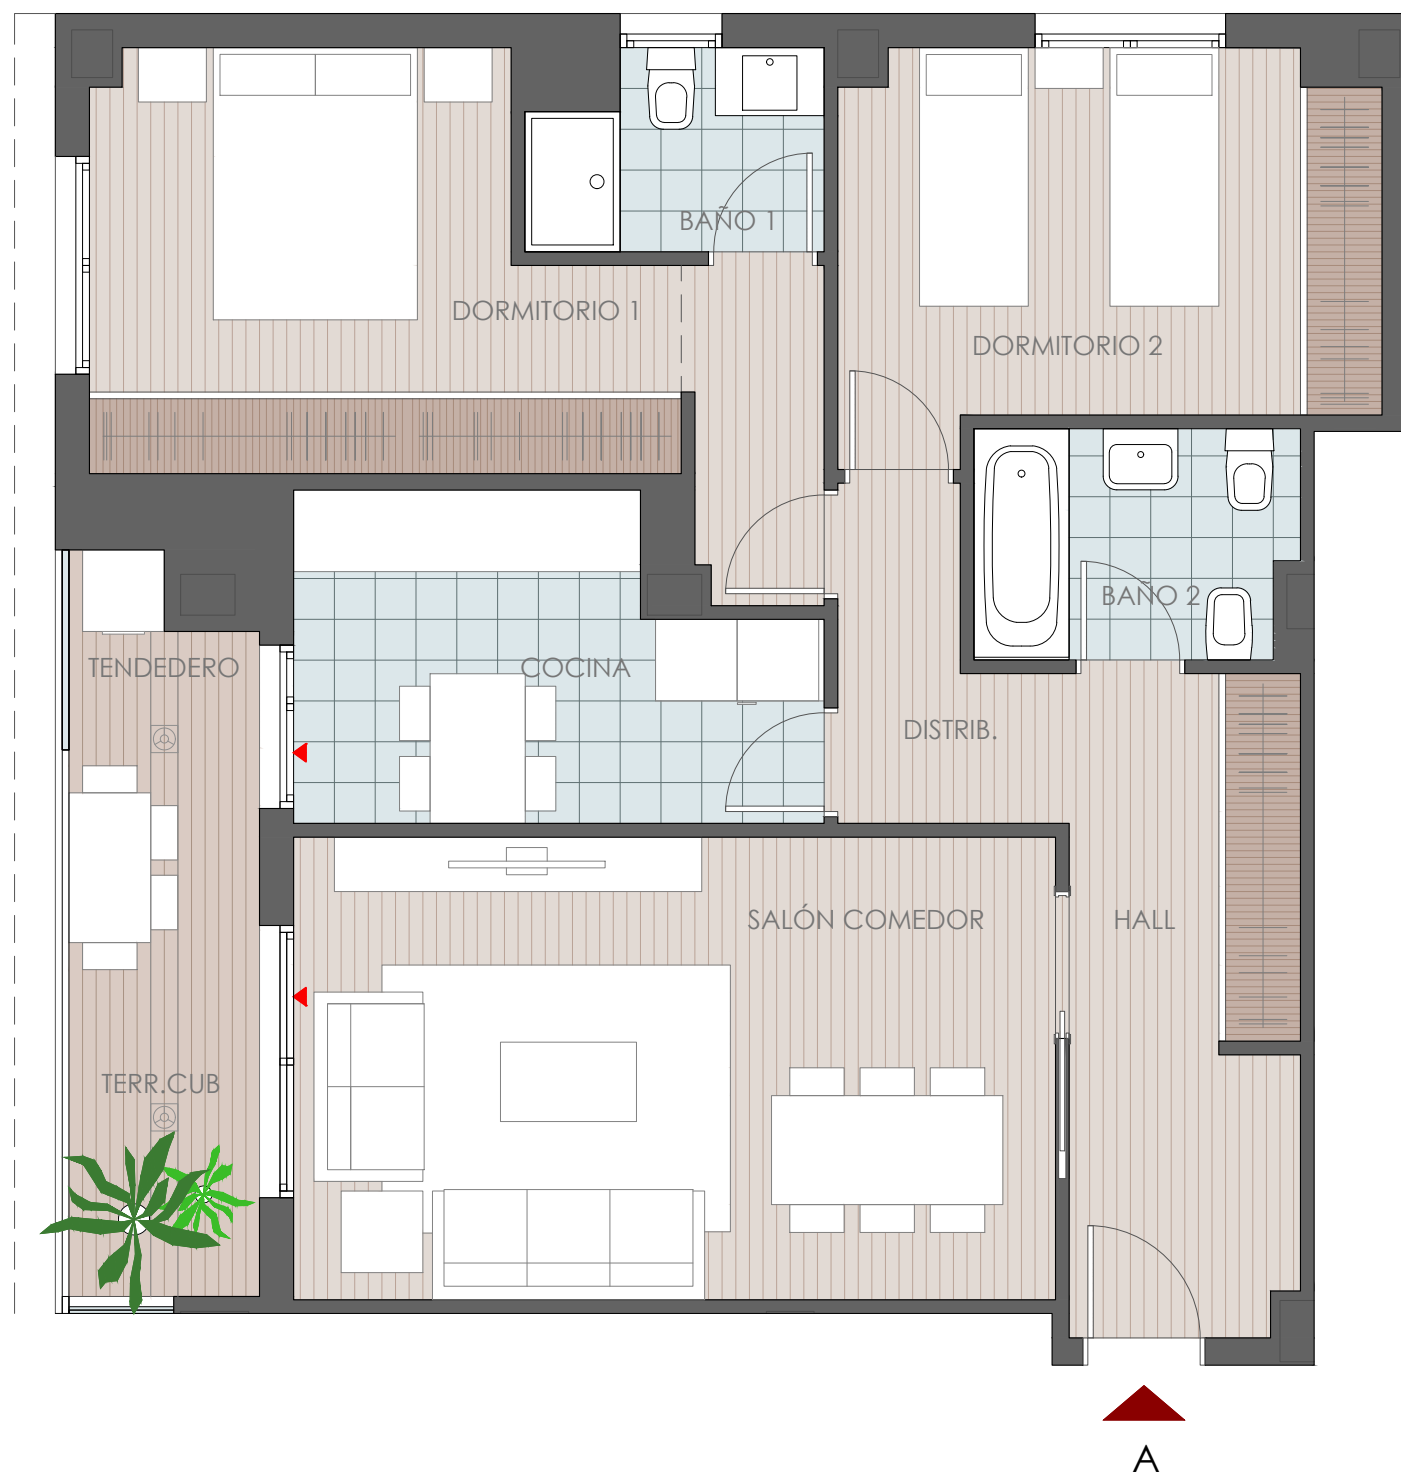 BAÑO 1
DORMITORIO 1
DORMITORIO 2
BAÑO 2
TENDEDERO
COCINA
DISTRIB.
SALÓN COMEDOR
HALL
TERR.CUB
A